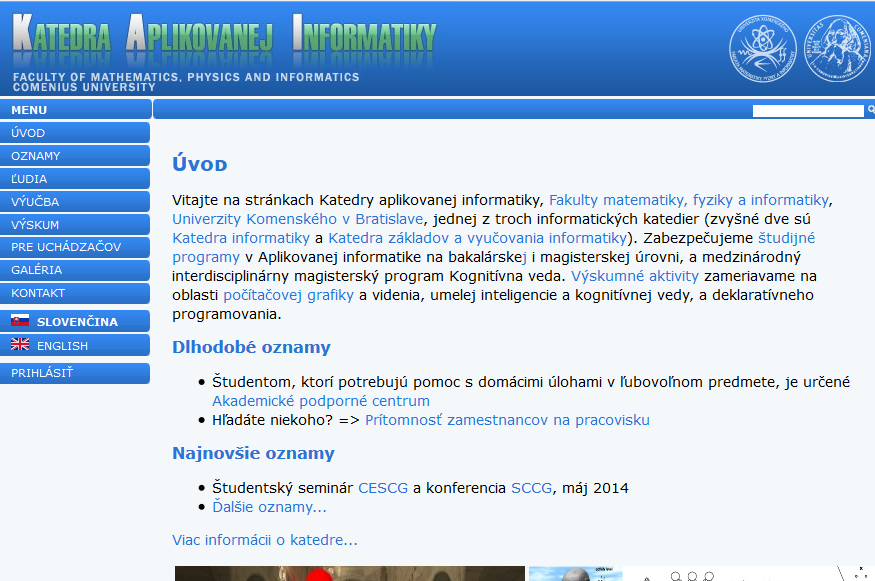 KATEDRA APLIKOVANEJ INFORMATIKY
FACULTY OF MATHEMATICS, PHYSICS AND INFORMATICS
COMENIUS UNIVERSITY
MENU
ÚVOD
OZNAMY
ĽUDIA
VÝUČBA
VÝSKUM
PRE UCHÁDZAČOV
GALÉRIA
KONTAKT
SLOVENČINA
ENGLISH
PRIHLÁSIŤ
Úvod
Vitajte na stránkach Katedry aplikovanej informatiky, Fakulty matematiky, fyziky a informatiky,
Univerzity Komenského v Bratislave, jednej z troch informatických katedier (zvyšné dve sú
Katedra informatiky a Katedra základov a vyučovania informatiky). Zabezpečujeme študijné
programy v Aplikovanej informatike na bakalárskej i magisterskej úrovni, a medzinárodný
interdisciplinárny magisterský program Kognitívna veda. Výskumné aktivity zameriavame na
oblasti počítačovej grafiky a videnia, umelej inteligencie a kognitívnej vedy, a deklaratívneho
programovania.
Dlhodobé oznamy
• Študentom, ktorí potrebujú pomoc s domácimi úlohami v ľubovoľnom predmete, je určené
Akademické podporné centrum
• Hľadáte niekoho? => Prítomnosť zamestnancov na pracovisku
Najnovšie oznamy
• Študentský seminár CESCG a konferencia SCCG, máj 2014
• Ďalšie oznamy...
Viac informácii o katedre...